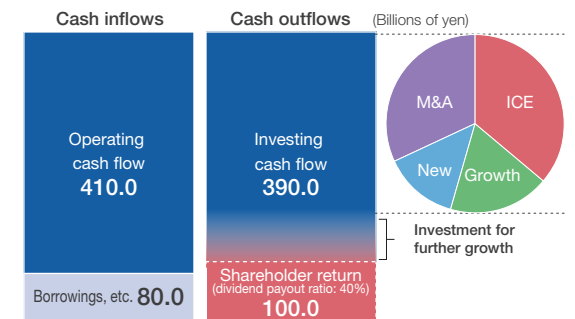 Cash inflows
Cash outflows
(Billions of yen)
Operating
cash flow
410.0
Borrowings, etc. 80.0
Investing
cash flow
390.0
Shareholder return
(dividend payout ratio: 40%)
100.0
M&A
ICE
New
Growth
Investment for
further growth